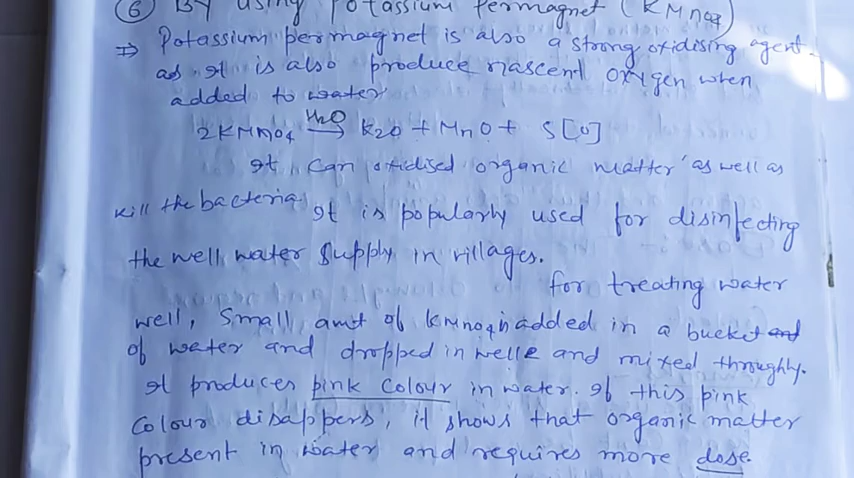 ⑥ By using Potassium Permagnet (KMnO4)
⇒ Potassium permagnet is also a strong oxidising agent.
as It is also produce nascent oxygen when
added to water
H2O
2KMnO4 → K2O + MnO + 5[O]
It can oxidised organic matter as well as
kill the bacteria.
It is popularly used for disinfecting
the well water supply in villages.
for treating water
well, Small amt of KMnO4 is added in a bucket and
of water and dropped in welle and mixed throughly.
It produces pink colour in water. If this pink
colour disappers, it shows that organic matter
present in water and requires more dose.